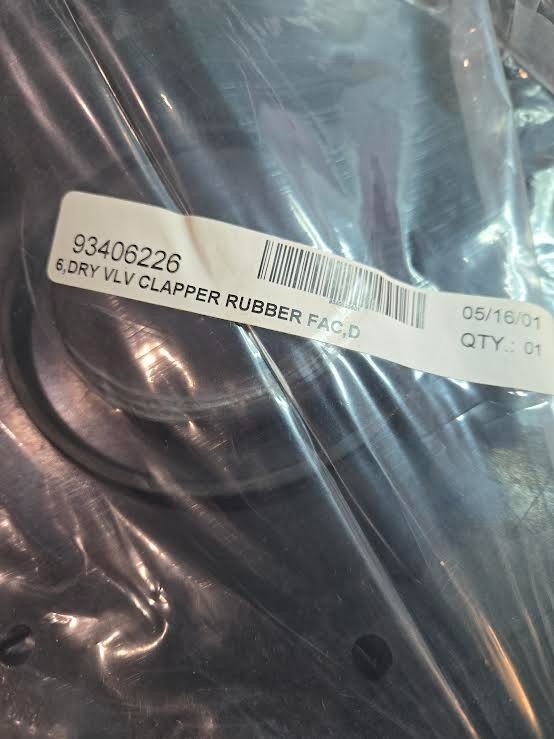 93406226
6,DRY VLV CLAPPER RUBBER FAC,D
05/16/01
QTY.: 01